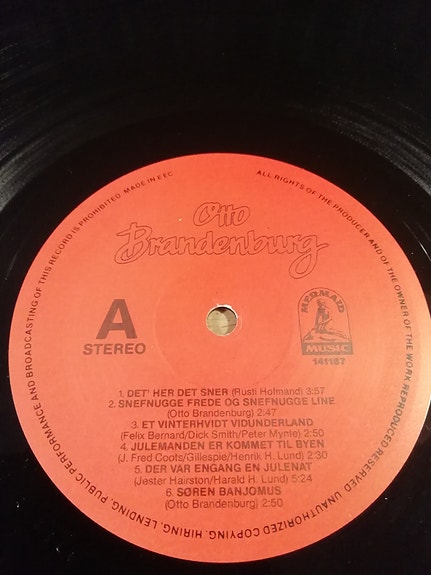 Otto
Brandenburg
A
STEREO
MERMAID
MUSIC
141187
1. DET' HER DET SNER (Rusti Hofmand) 3:57
2. SNEFNUGGE FREDE OG SNEFNUGGE LINE
(Otto Brandenburg) 2:47
3. ET VINTERHVIDT VIDUNDERLAND
(Felix Bernard/Dick Smith/Peter Mynte) 2:50
4. JULEMANDEN ER KOMMET TIL BYEN
(J. Fred Coots/Gillespie/Henrik H. Lund) 2:30
5. DER VAR ENGANG EN JULENAT
(Jester Hairston/Harald H. Lund) 5:24
6. SØREN BANJOMUS
(Otto Brandenburg) 2:50
ALL RIGHTS OF THE PRODUCER AND OF THE OWNER OF THE WORK REPRODUCED RESERVED UNAUTHORIZED COPYING, HIRING, LENDING, PUBLIC PERFORMANCE AND BROADCASTING OF THIS RECORD IS PROHIBITED MADE IN EEC